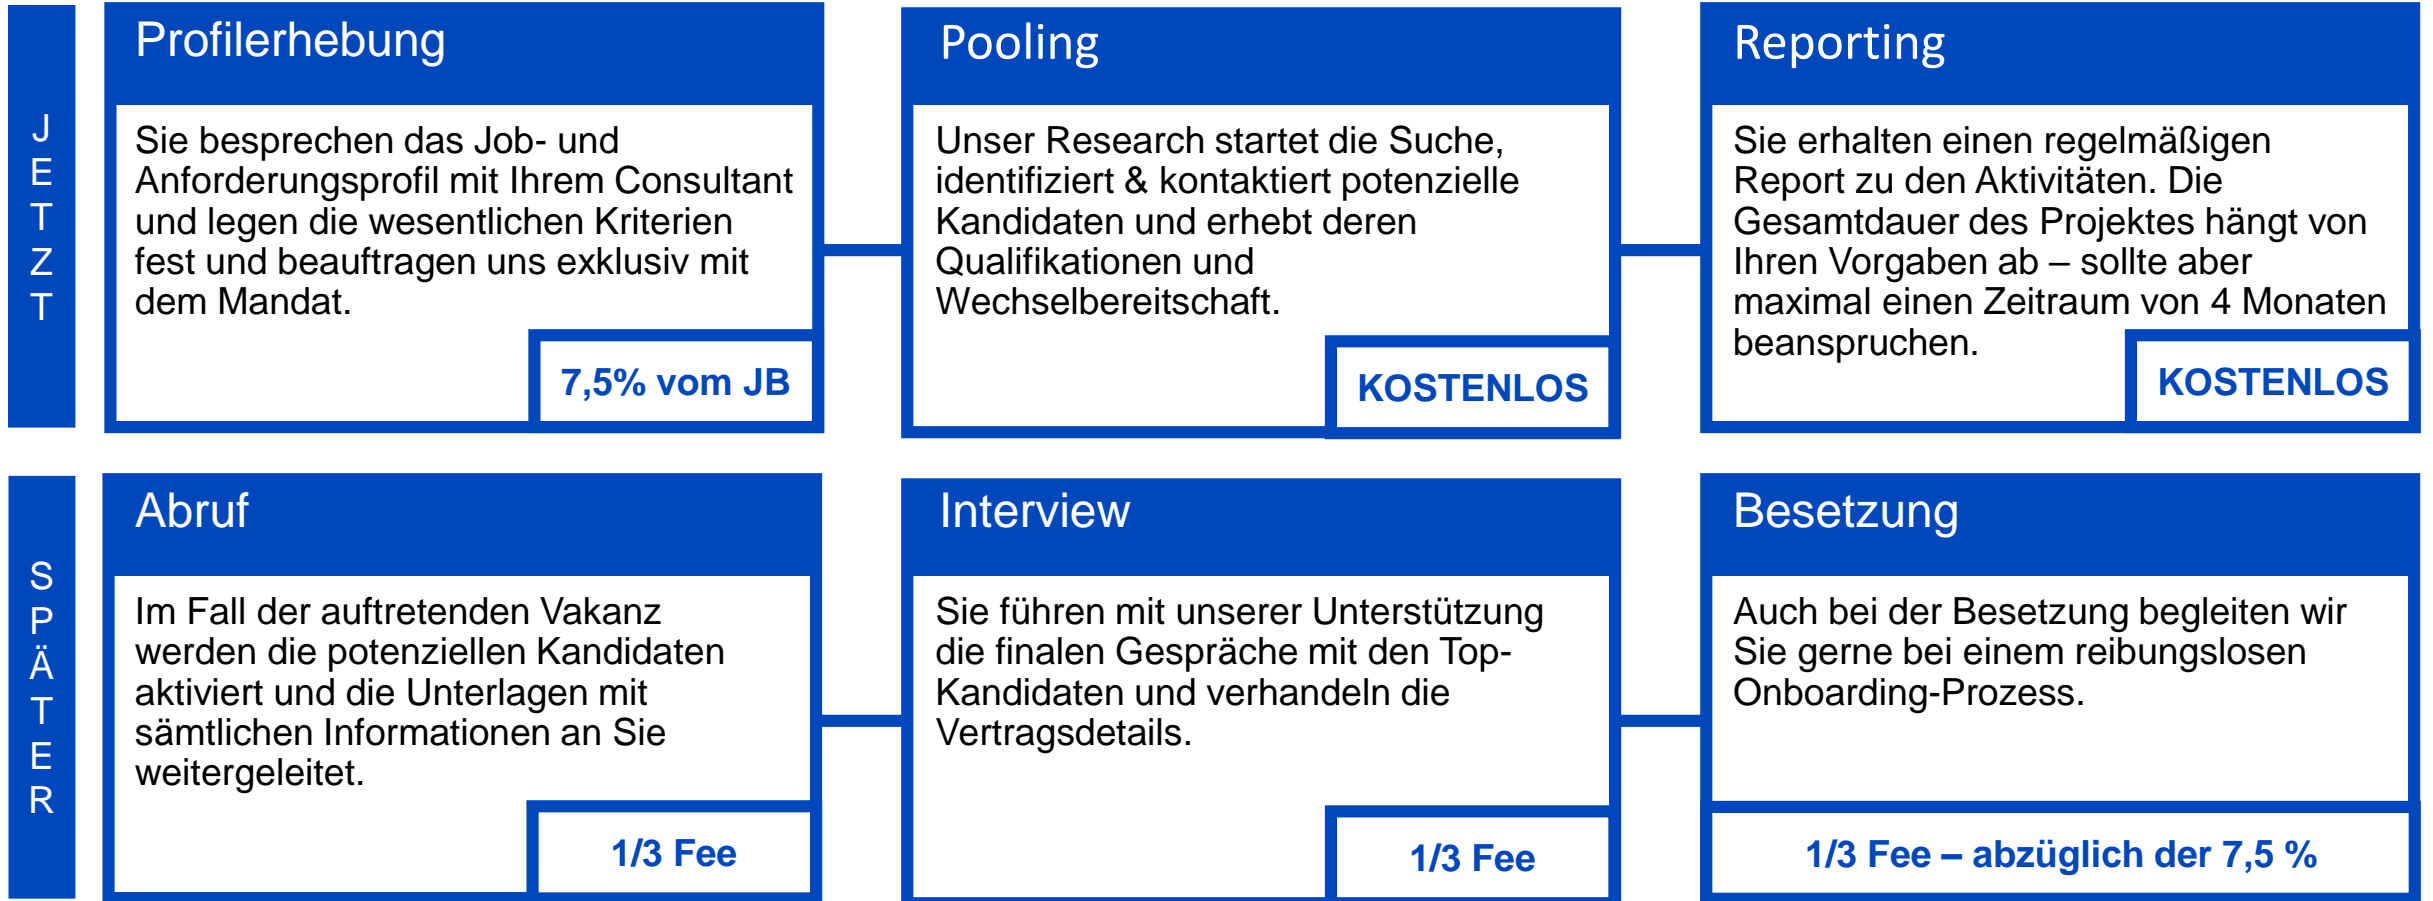 JETZT
Profilerhebung
Sie besprechen das Job- und
Anforderungsprofil mit Ihrem Consultant
und legen die wesentlichen Kriterien
fest und beauftragen uns exklusiv mit
dem Mandat.
7,5% vom JB
Pooling
Unser Research startet die Suche,
identifiziert & kontaktiert potenzielle
Kandidaten und erhebt deren
Qualifikationen und
Wechselbereitschaft.
KOSTENLOS
Reporting
Sie erhalten einen regelmäßigen
Report zu den Aktivitäten. Die
Gesamtdauer des Projektes hängt von
Ihren Vorgaben ab – sollte aber
maximal einen Zeitraum von 4 Monaten
beanspruchen.
KOSTENLOS
SPÄTER
Abruf
Im Fall der auftretenden Vakanz
werden die potenziellen Kandidaten
aktiviert und die Unterlagen mit
sämtlichen Informationen an Sie
weitergeleitet.
1/3 Fee
Interview
Sie führen mit unserer Unterstützung
die finalen Gespräche mit den Top-
Kandidaten und verhandeln die
Vertragsdetails.
1/3 Fee
Besetzung
Auch bei der Besetzung begleiten wir
Sie gerne bei einem reibungslosen
Onboarding-Prozess.
1/3 Fee – abzüglich der 7,5 %